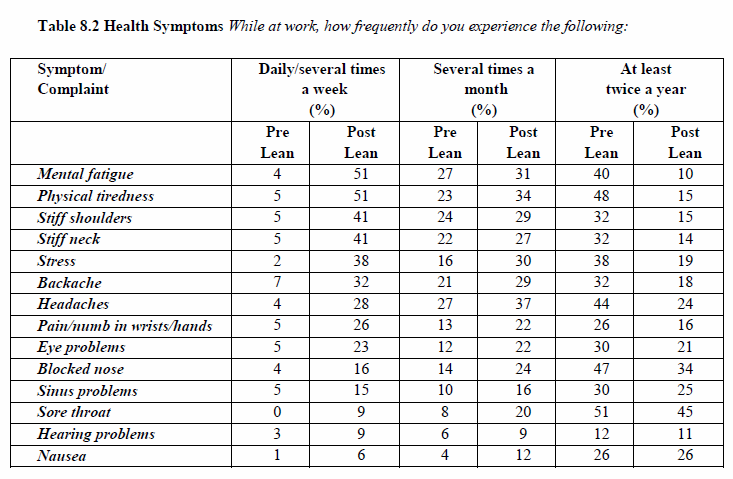 Table 8.2 Health Symptoms While at work, how frequently do you experience the following:
Symptom/ Complaint Daily/several times a week (%) Several times a month (%) At least twice a year (%)
Pre Lean Post Lean Pre Lean Post Lean Pre Lean Post Lean
Mental fatigue 4 51 27 31 40 10
Physical tiredness 5 51 23 34 48 15
Stiff shoulders 5 41 24 29 32 15
Stiff neck 5 41 22 27 32 14
Stress 2 38 16 30 38 19
Backache 7 32 21 29 32 18
Headaches 4 28 27 37 44 24
Pain/numb in wrists/hands 5 26 13 22 26 16
Eye problems 5 23 12 22 30 21
Blocked nose 4 16 14 24 47 34
Sinus problems 5 15 10 16 30 25
Sore throat 0 9 8 20 51 45
Hearing problems 3 9 6 9 12 11
Nausea 1 6 4 12 26 26